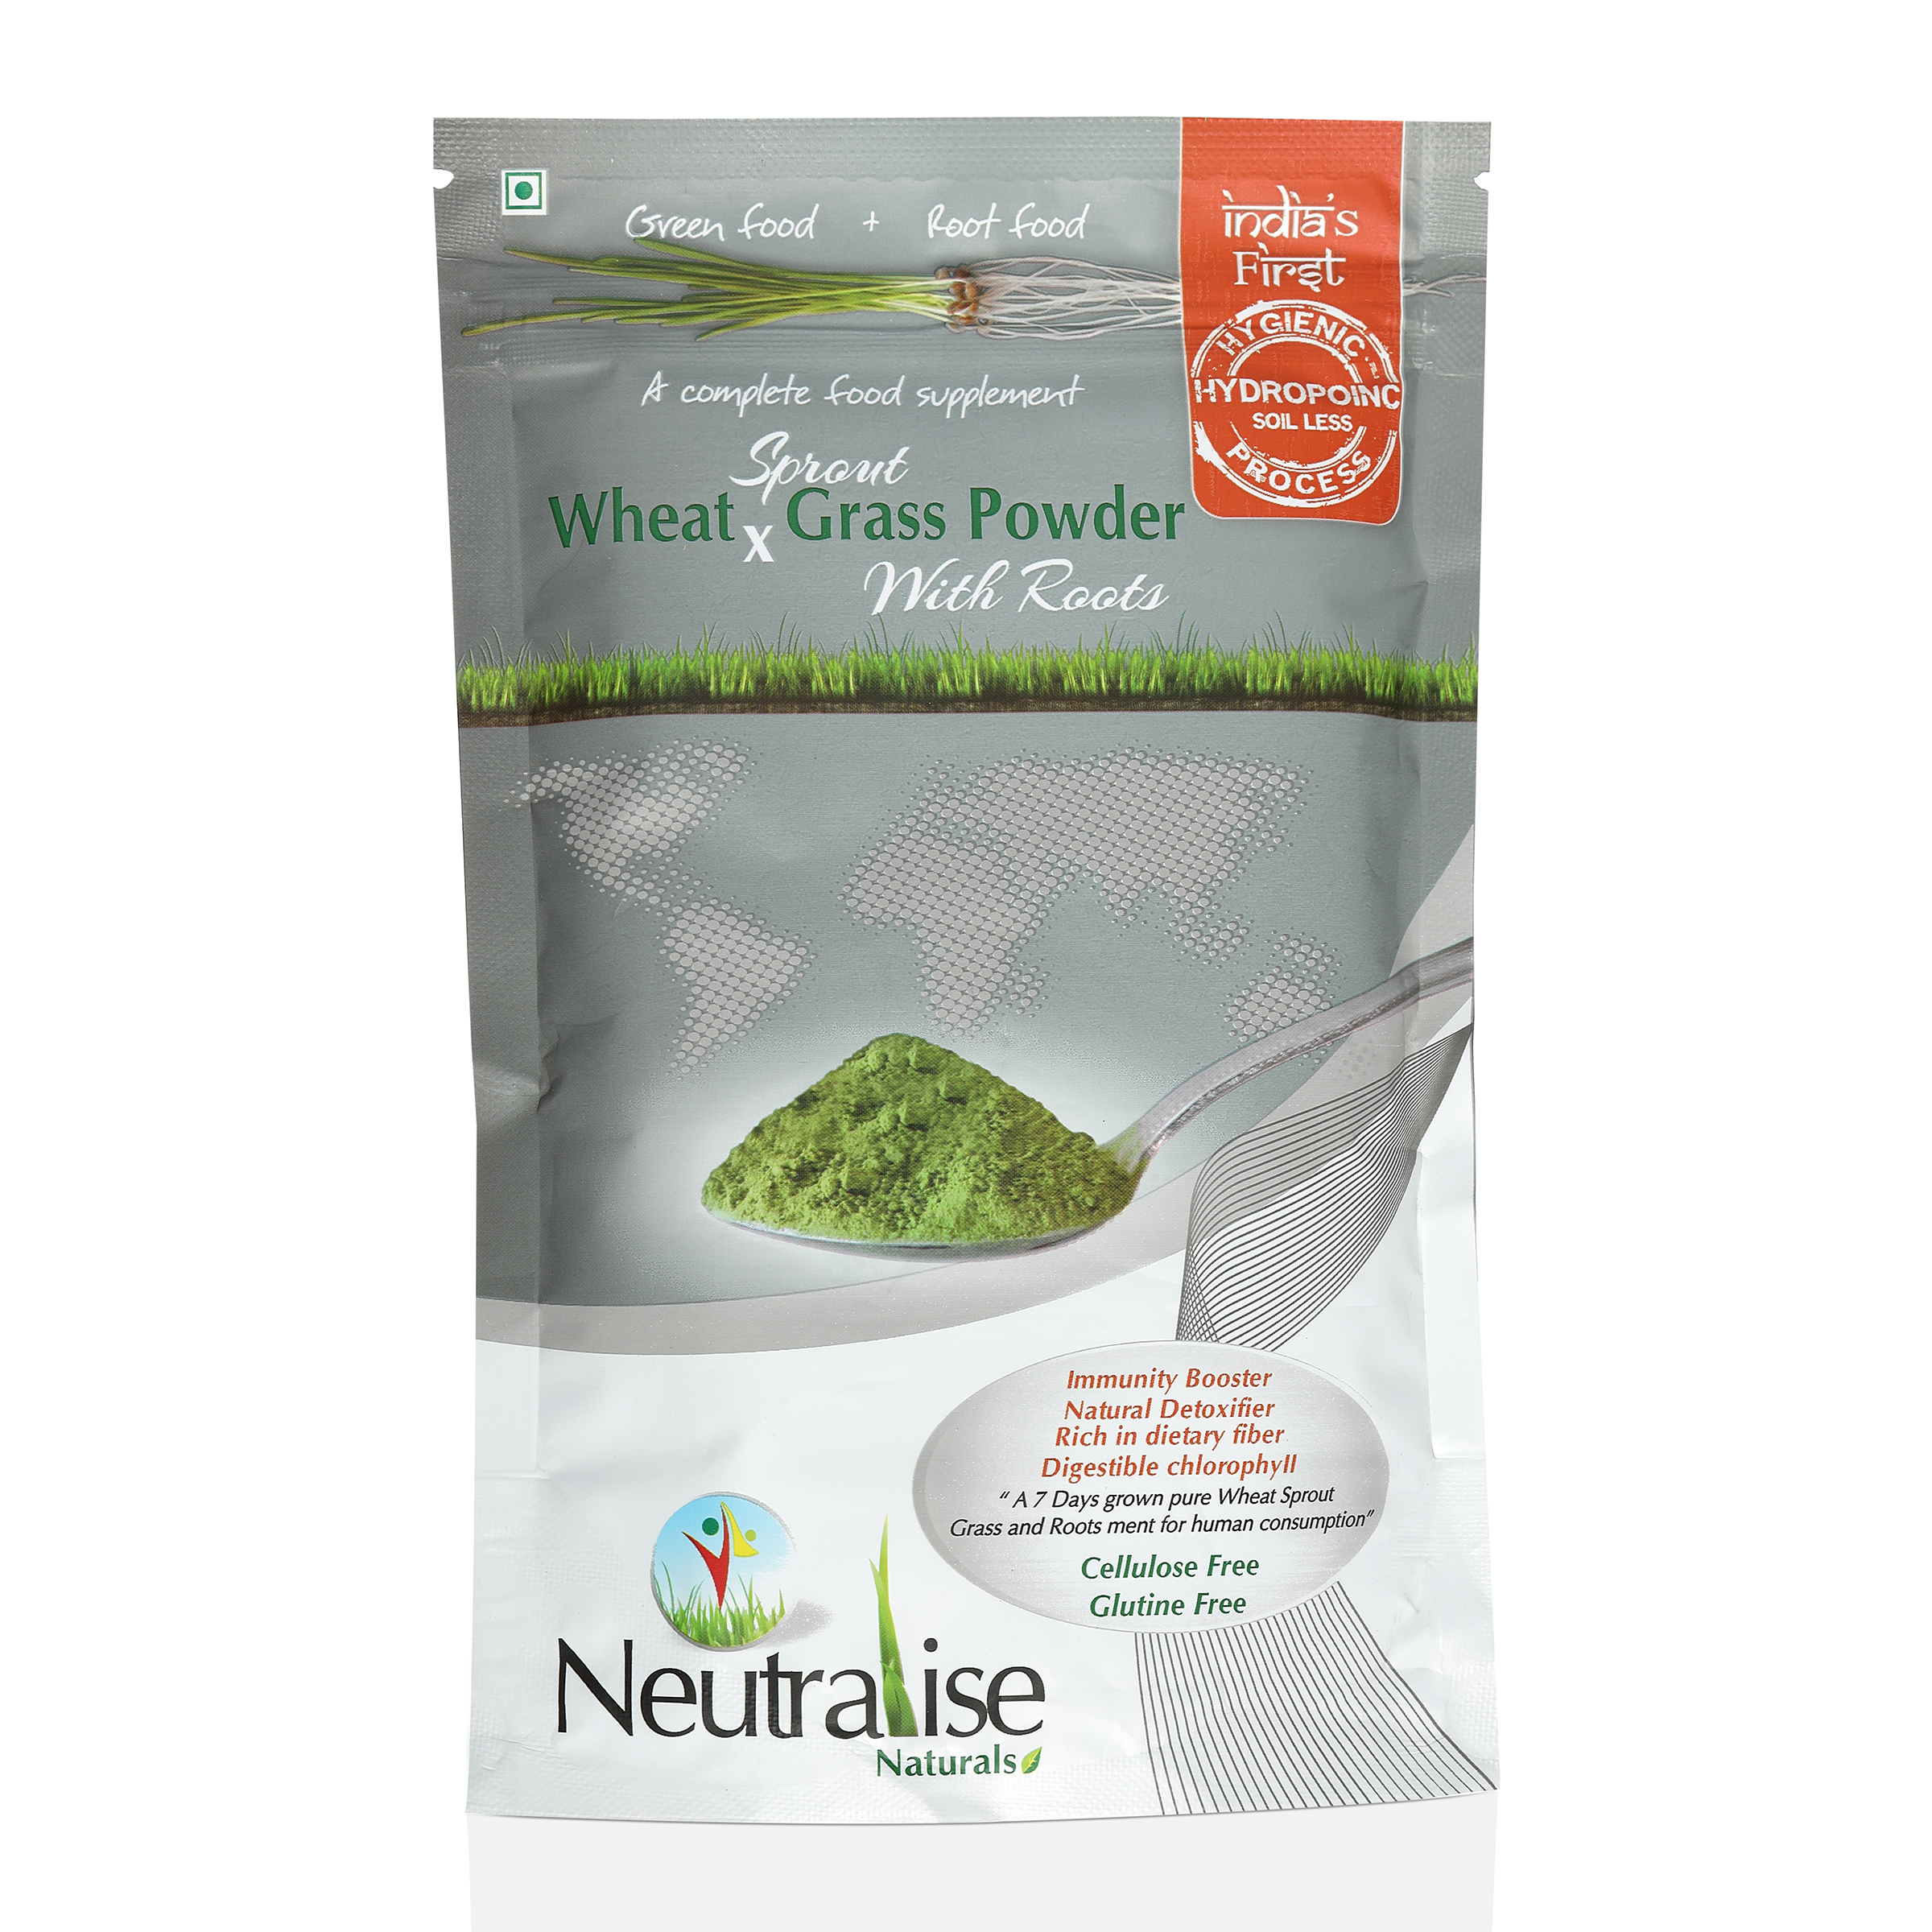 Green food + Root food
india's
First
HYGIENIC
HYDROPOINC
SOIL LESS
PROCESS
A complete food supplement
Sprout
Wheat x Grass Powder
With Roots
Immunity Booster
Natural Detoxifier
Rich in dietary fiber
Digestible chlorophyll
“ A 7 Days grown pure Wheat Sprout
Grass and Roots ment for human consumption”
Cellulose Free
Glutine Free
Neutralise
Naturals